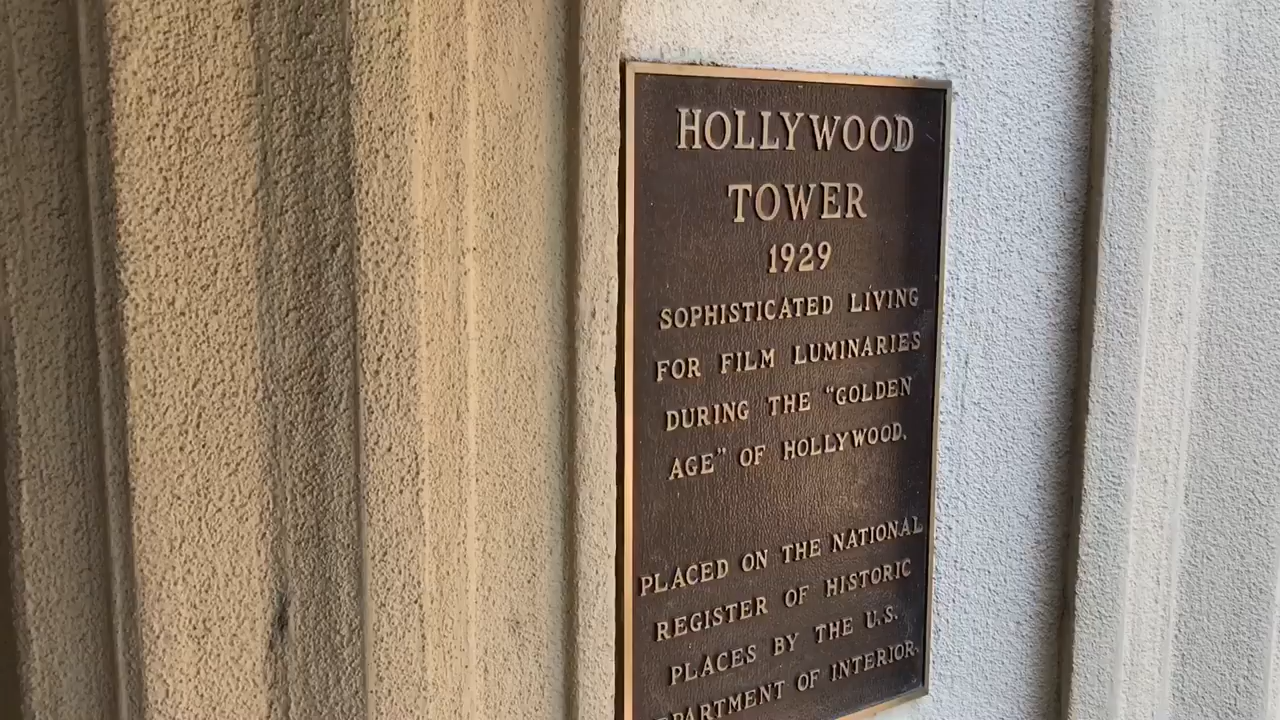 HOLLYWOOD
TOWER
1929
SOPHISTICATED LIVING
FOR FILM LUMINARIES
DURING THE "GOLDEN
AGE" OF HOLLYWOOD.
PLACED ON THE NATIONAL
REGISTER OF HISTORIC
PLACES BY THE U.S.
DEPARTMENT OF INTERIOR.